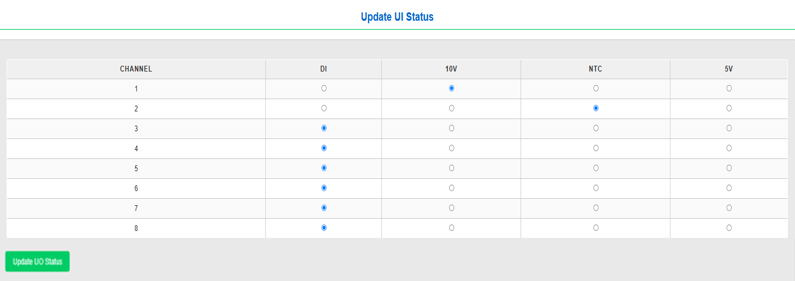 Update UI Status
CHANNEL DI 10V NTC 5V
1
2
3
4
5
6
7
8
Update UO Status